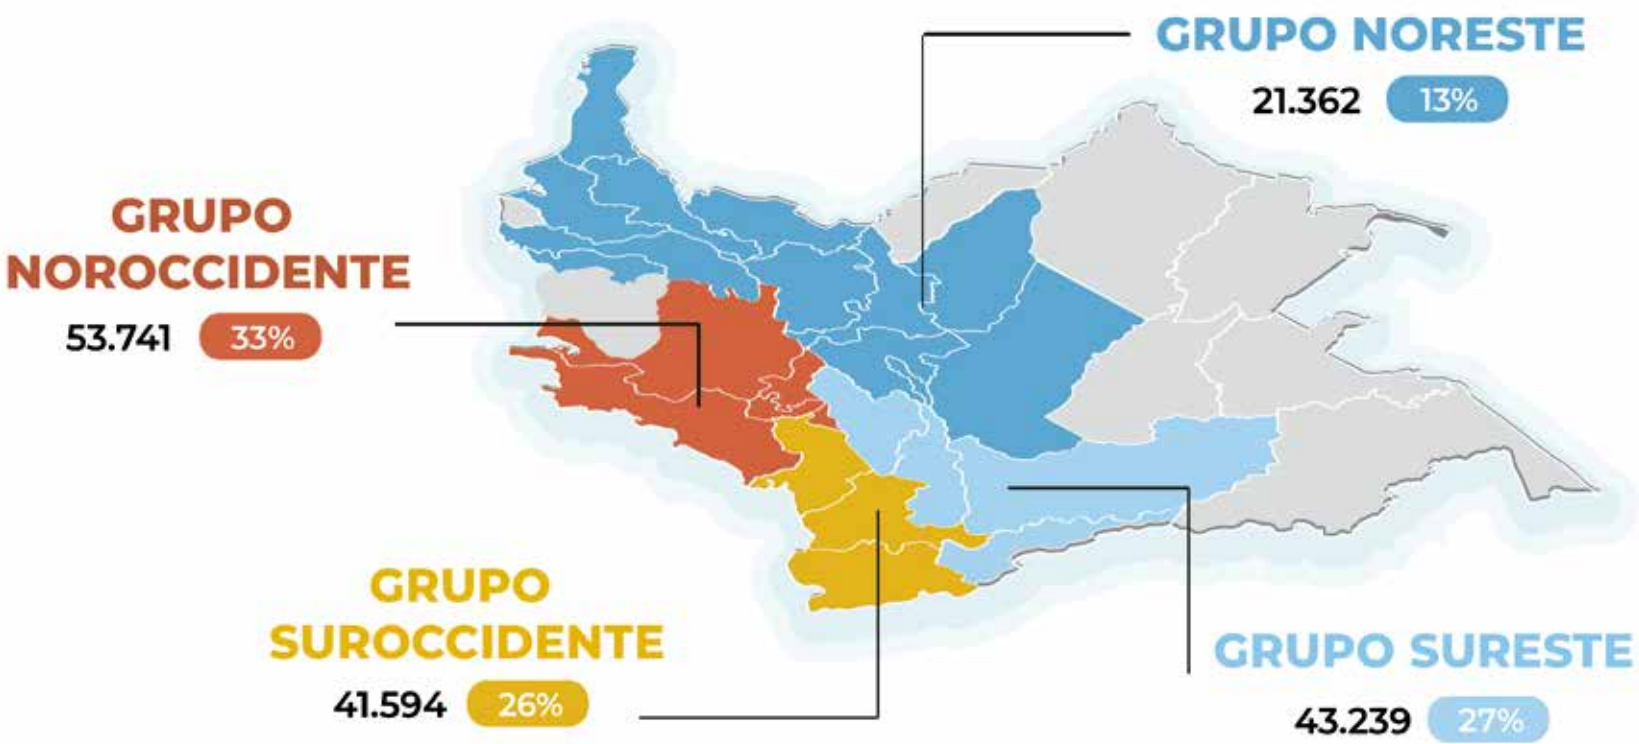 GRUPO NORESTE
21.362 13%
GRUPO
NOROCCIDENTE
53.741 33%
GRUPO
SUROCCIDENTE
41.594 26%
GRUPO SURESTE
43.239 27%